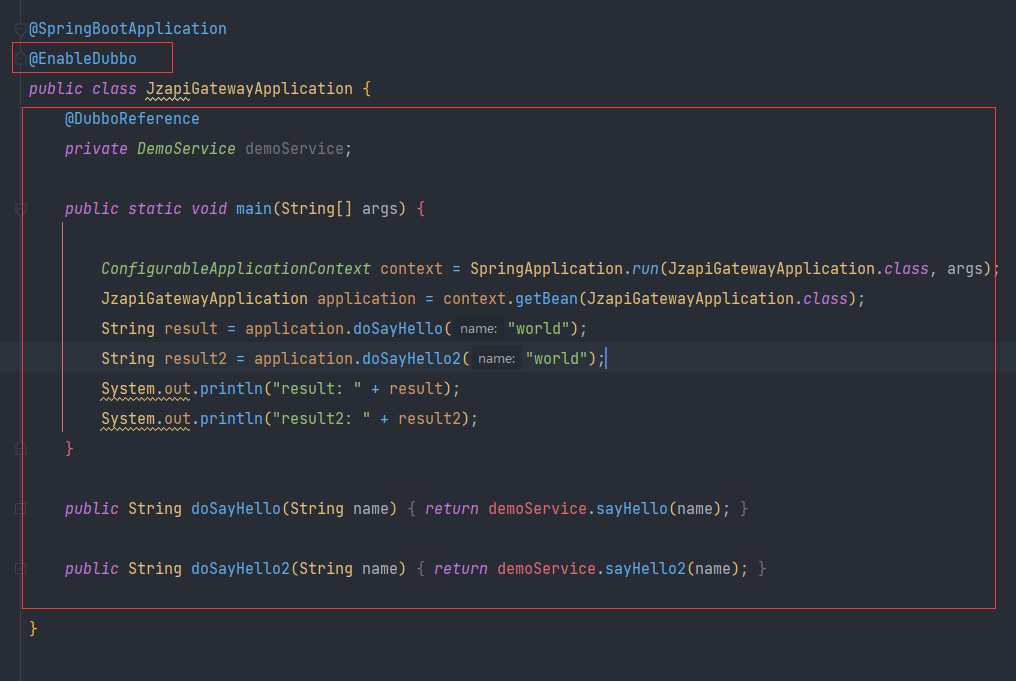 @SpringBootApplication
@EnableDubbo
public class JzapiGatewayApplication {
@DubboReference
private DemoService demoService;
public static void main(String[] args) {
ConfigurableApplicationContext context = SpringApplication.run(JzapiGatewayApplication.class, args);
JzapiGatewayApplication application = context.getBean(JzapiGatewayApplication.class);
String result = application.doSayHello( name: "world");
String result2 = application.doSayHello2( name: "world");
System.out.println("result: " + result);
System.out.println("result2: " + result2);
}
public String doSayHello(String name) { return demoService.sayHello(name); }
public String doSayHello2(String name) { return demoService.sayHello2(name); }
}